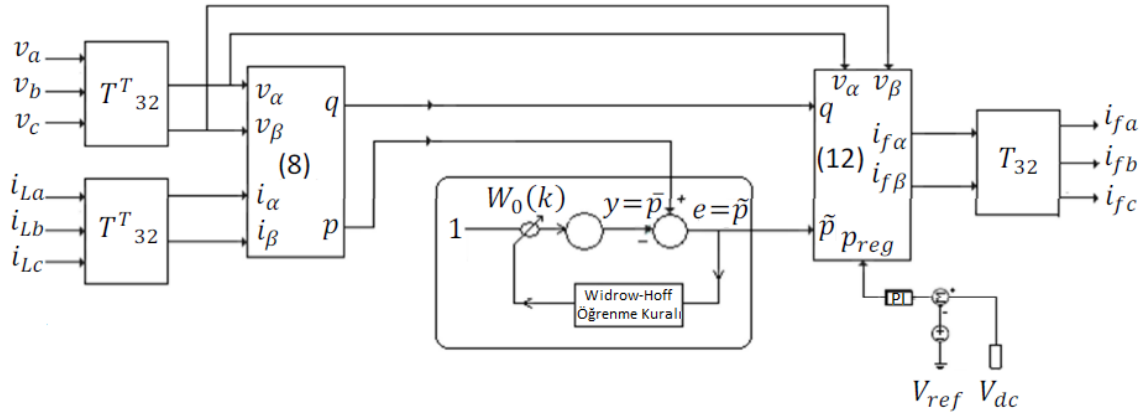 v_a
v_b
v_c
T^T_32
i_La
i_Lb
i_Lc
T^T_32
v_α
v_β
(8)
i_α
i_β
q
p
W_0(k)
1
y=p̄
+
-
e=p̃
Widrow-Hoff
Öğrenme Kuralı
v_α v_β
q
(12)
i_fα
i_fβ
p̃
p_reg
T_32
i_fa
i_fb
i_fc
PI
Σ
+
-
+
V_ref
V_dc